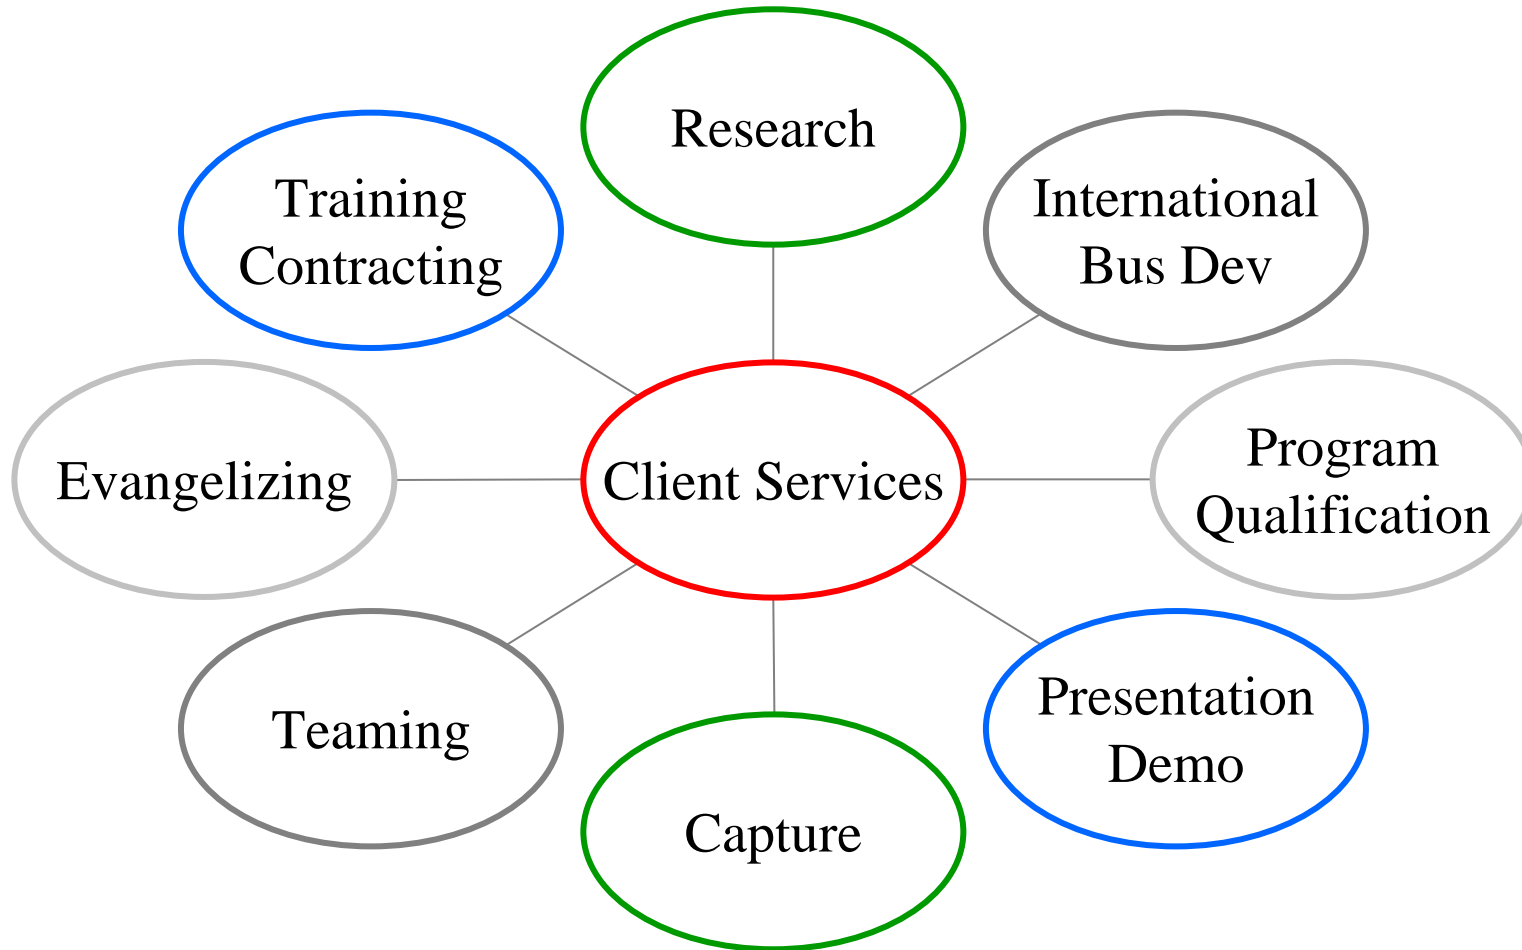 Research
Training
Contracting
International
Bus Dev
Evangelizing
Client Services
Program
Qualification
Teaming
Presentation
Demo
Capture